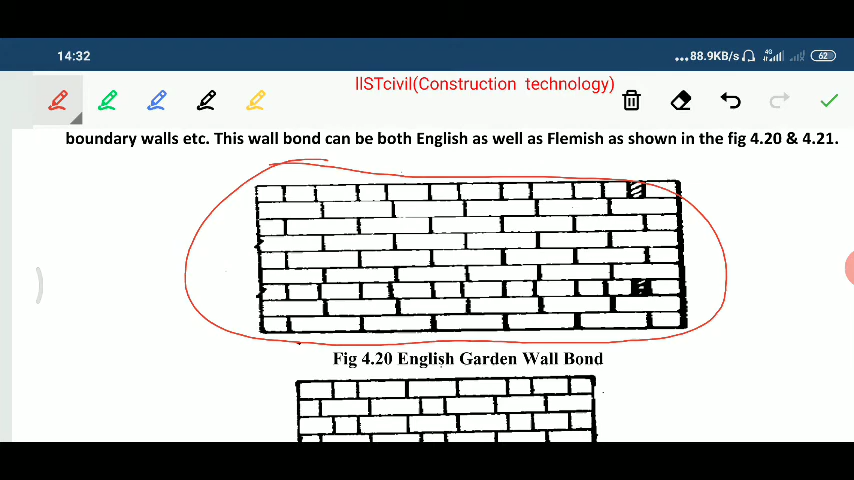 14:32
...88.9KB/s 4G 62
IISTcivil(Construction technology)
boundary walls etc. This wall bond can be both English as well as Flemish as shown in the fig 4.20 & 4.21.
Fig 4.20 English Garden Wall Bond